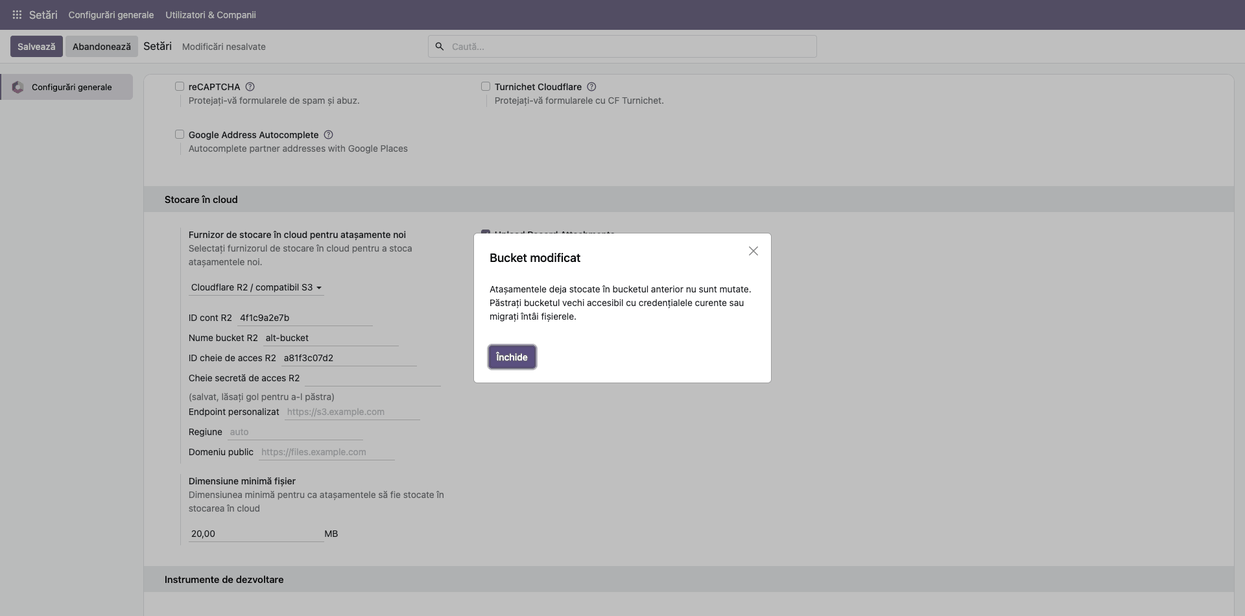 Setări Configurări generale Utilizatori & Companii
Salvează Abandonează Setări Modificări nesalvate Caută...
Configurări generale
reCAPTCHA
Protejați-vă formularele de spam și abuz.
Turnichet Cloudflare
Protejați-vă formularele cu CF Turnichet.
Google Address Autocomplete
Autocomplete partner addresses with Google Places
Stocare în cloud
Furnizor de stocare în cloud pentru atașamente noi
Selectați furnizorul de stocare în cloud pentru a stoca
atașamentele noi.
Cloudflare R2 / compatibil S3
ID cont R2 4f1c9a2e7b
Nume bucket R2 alt-bucket
ID cheie de acces R2 a81f3c07d2
Cheie secretă de acces R2
(salvat, lăsați gol pentru a-l păstra)
Endpoint personalizat https://s3.example.com
Regiune auto
Domeniu public https://files.example.com
Dimensiune minimă fișier
Dimensiunea minimă pentru ca atașamentele să fie stocate în
stocarea în cloud
20,00 MB
Upload Record Attachments
Bucket modificat
Atașamentele deja stocate în bucketul anterior nu sunt mutate.
Păstrați bucketul vechi accesibil cu credențialele curente sau
migrați întâi fișierele.
Închide
Instrumente de dezvoltare